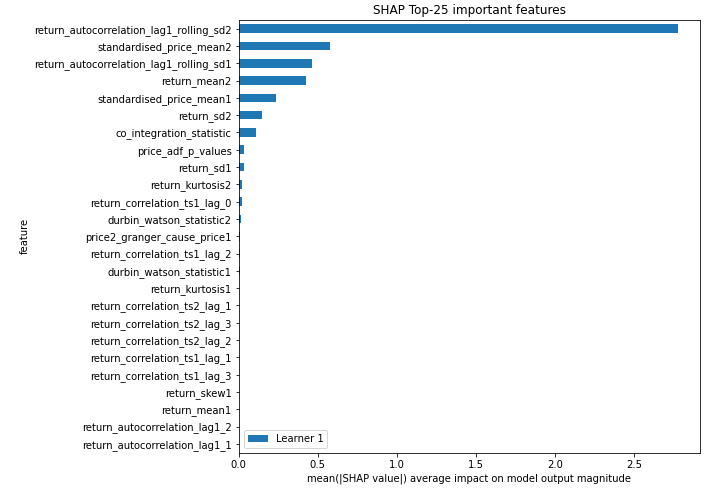 SHAP Top-25 important features
return_autocorrelation_lag1_rolling_sd2
standardised_price_mean2
return_autocorrelation_lag1_rolling_sd1
return_mean2
standardised_price_mean1
return_sd2
co_integration_statistic
price_adf_p_values
return_sd1
return_kurtosis2
return_correlation_ts1_lag_0
durbin_watson_statistic2
price2_granger_cause_price1
return_correlation_ts1_lag_2
durbin_watson_statistic1
return_kurtosis1
return_correlation_ts2_lag_1
return_correlation_ts2_lag_3
return_correlation_ts2_lag_2
return_correlation_ts1_lag_1
return_correlation_ts1_lag_3
return_skew1
return_mean1
return_autocorrelation_lag1_2
return_autocorrelation_lag1_1
feature
Learner 1
0.0 0.5 1.0 1.5 2.0 2.5
mean(|SHAP value|) average impact on model output magnitude